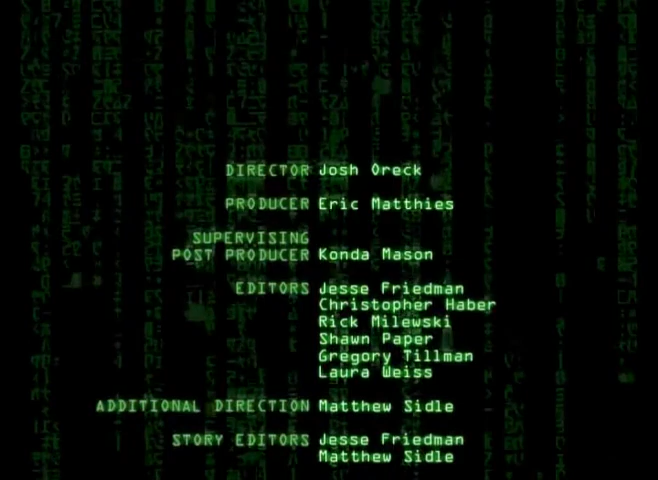 DIRECTOR Josh Oreck
PRODUCER Eric Matthies
SUPERVISING
POST PRODUCER Konda Mason
EDITORS Jesse Friedman
Christopher Haber
Rick Milewski
Shawn Paper
Gregory Tillman
Laura Weiss
ADDITIONAL DIRECTION Matthew Sidle
STORY EDITORS Jesse Friedman
Matthew Sidle